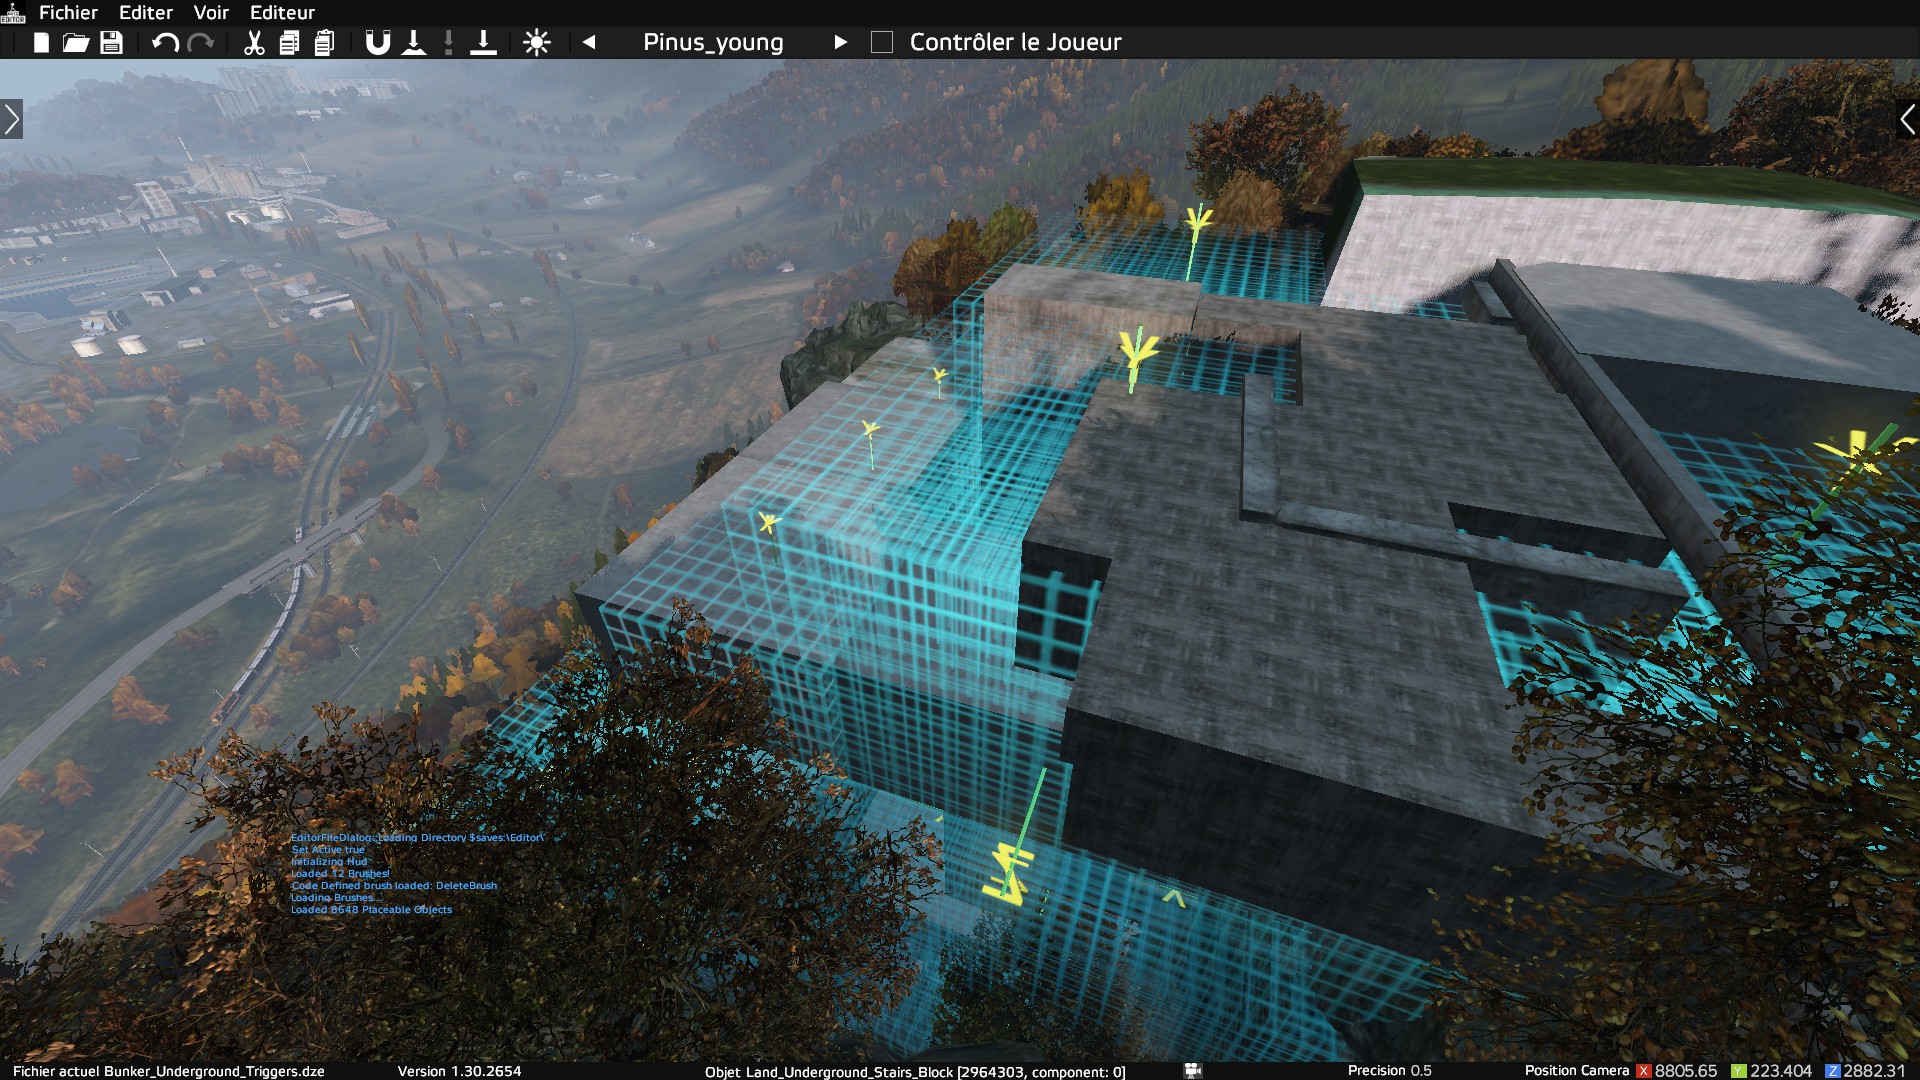 EDITOR
Fichier Editer Voir Editeur
Pinus_young Contrôler le Joueur
EditorFileDialog::Loading Directory $saves:\Editor\
Set Active true
Initializing Hud
Loaded 12 Brushes!
Code Defined brush loaded: DeleteBrush
Loading Brushes...
Loaded 8648 Placeable Objects
Fichier actuel Bunker_Underground_Triggers.dze Version 1.30.2654 Objet Land_Underground_Stairs_Block [2964303, component: 0] Precision 0.5 Position Camera X 8805.65 Y 223.404 Z 2882.31